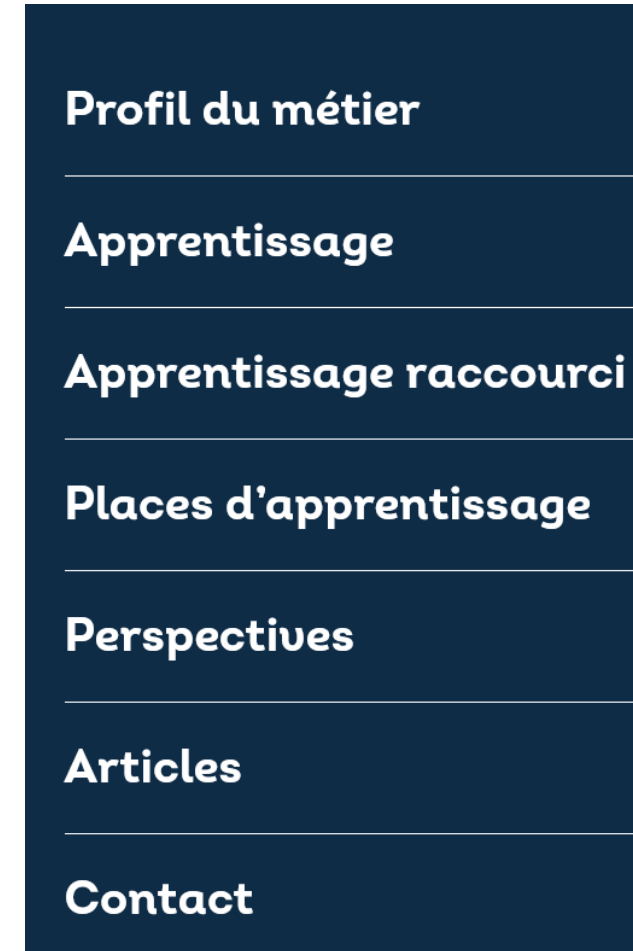 Profil du métier
Apprentissage
Apprentissage raccourci
Places d’apprentissage
Perspectives
Articles
Contact